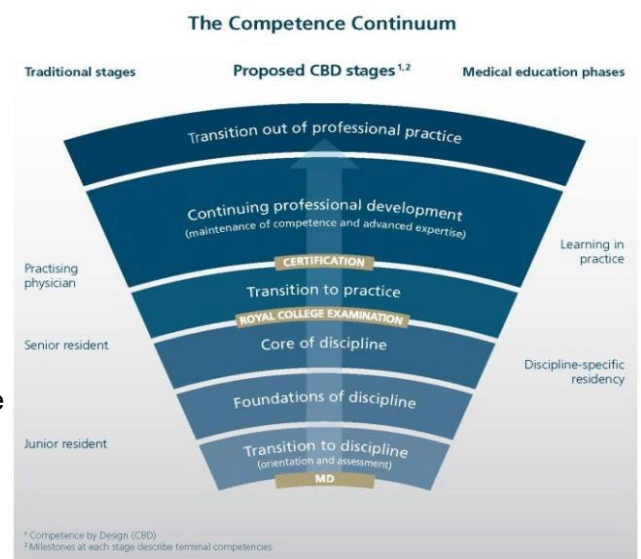 The Competence Continuum
Traditional stages
Proposed CBD stages 1,2
Medical education phases
Transition out of professional practice
Continuing professional development
(maintenance of competence and advanced expertise)
Learning in
practice
CERTIFICATION
Practising
physician
Transition to practice
ROYAL COLLEGE EXAMINATION
Senior resident
Core of discipline
Discipline-specific
residency
e
Foundations of discipline
Junior resident
Transition to discipline
(orientation and assessment)
MD
1 Competence by Design (CBD)
2 Milestones at each stage describe terminal competencies